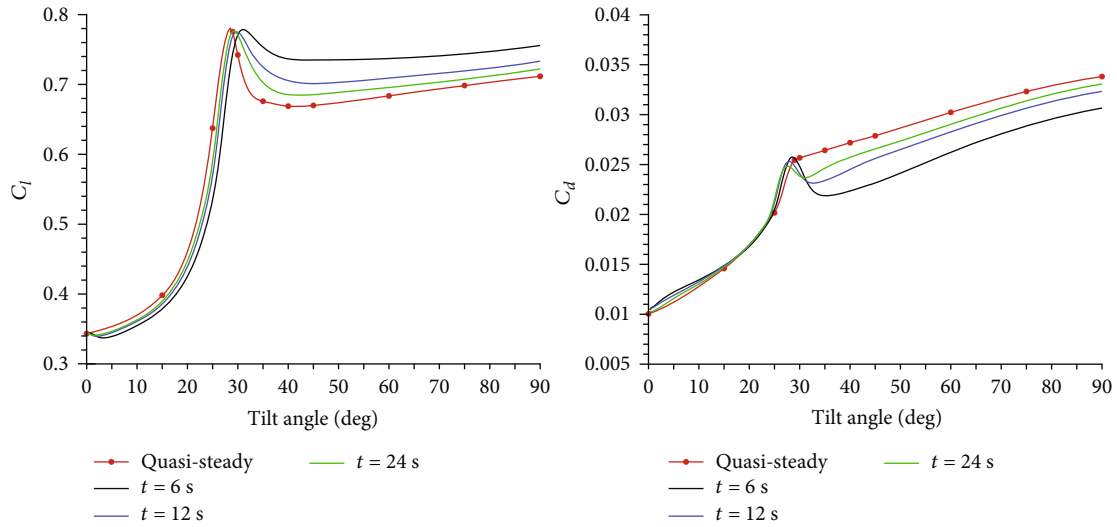 0.8
0.7
0.6
0.5
0.4
0.3
C_l
0 10 20 30 40 50 60 70 80 90
Tilt angle (deg)
Quasi-steady
t = 6 s
t = 12 s
t = 24 s
0.04
0.035
0.03
0.025
0.02
0.015
0.01
0.005
C_d
0 10 20 30 40 50 60 70 80 90
Tilt angle (deg)
Quasi-steady
t = 6 s
t = 12 s
t = 24 s